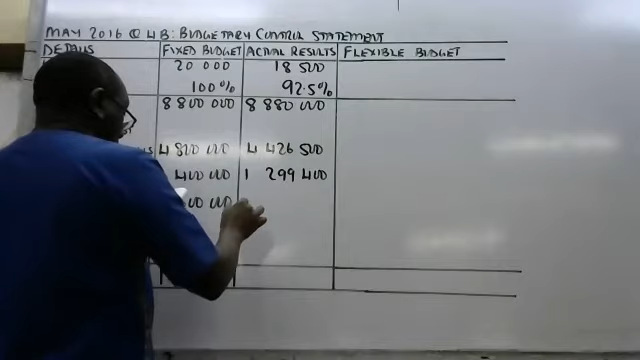 MAY 2016 Q 4B: BUDGETARY CONTROL STATEMENT
DETAILS FIXED BUDGET ACTUAL RESULTS FLEXIBLE BUDGET
20 000 18 500
100% 92.5%
8 800 000 8 880 000
4 800 000 4 426 500
400 000 1 299 400
00 000